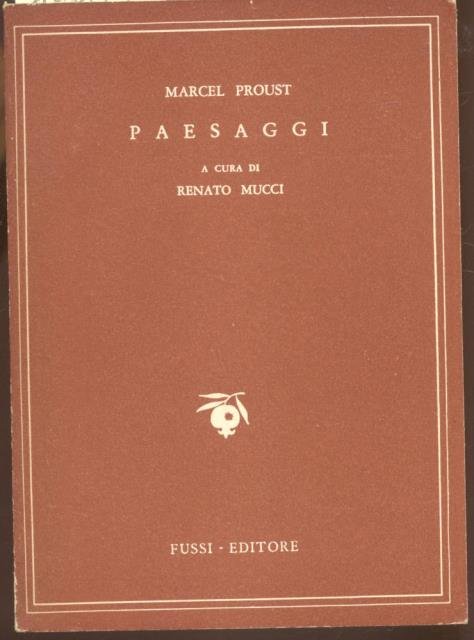 MARCEL PROUST
PAESAGGI
A CURA DI
RENATO MUCCI
FUSSI - EDITORE